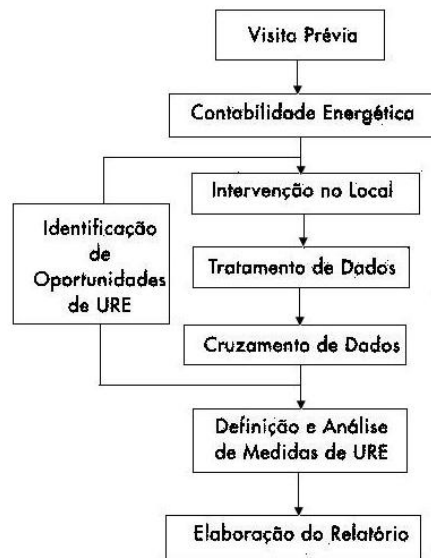 Visita Prévia
Contabilidade Energética
Intervenção no Local
Identificação
de
Oportunidades
de URE
Tratamento de Dados
Cruzamento de Dados
Definição e Análise
de Medidas de URE
Elaboração do Relatório